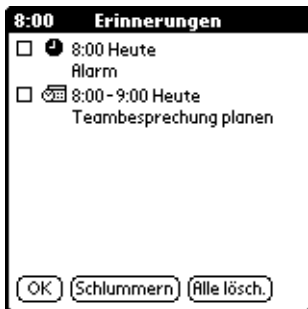 8:00 Erinnerungen
8:00 Heute
Alarm
8:00-9:00 Heute
Teambesprechung planen
OK Schlummern Alle lösch.